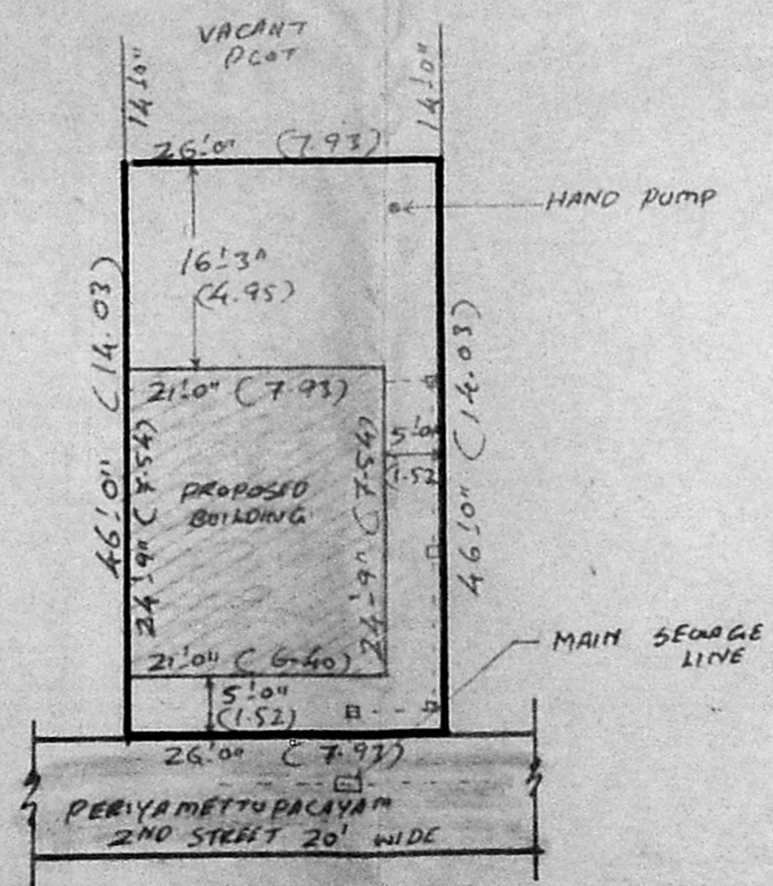 VACANT
PLOT
14'-0"
14'-0"
26'-0" (7.93)
HAND PUMP
16'-3"
(4.95)
46'-0" (14.03)
46'-0" (14.03)
21'-0" (7.93)
24'-9" (7.54)
24'-9" (7.54)
5'-0"
(1.52
PROPOSED
BUILDING
21'-0" (6.40)
MAIN SEWAGE
LINE
5'-0"
(1.52)
26'-0" (7.93)
PERIYAMETTUPALAYAM
2ND STREET 20' WIDE